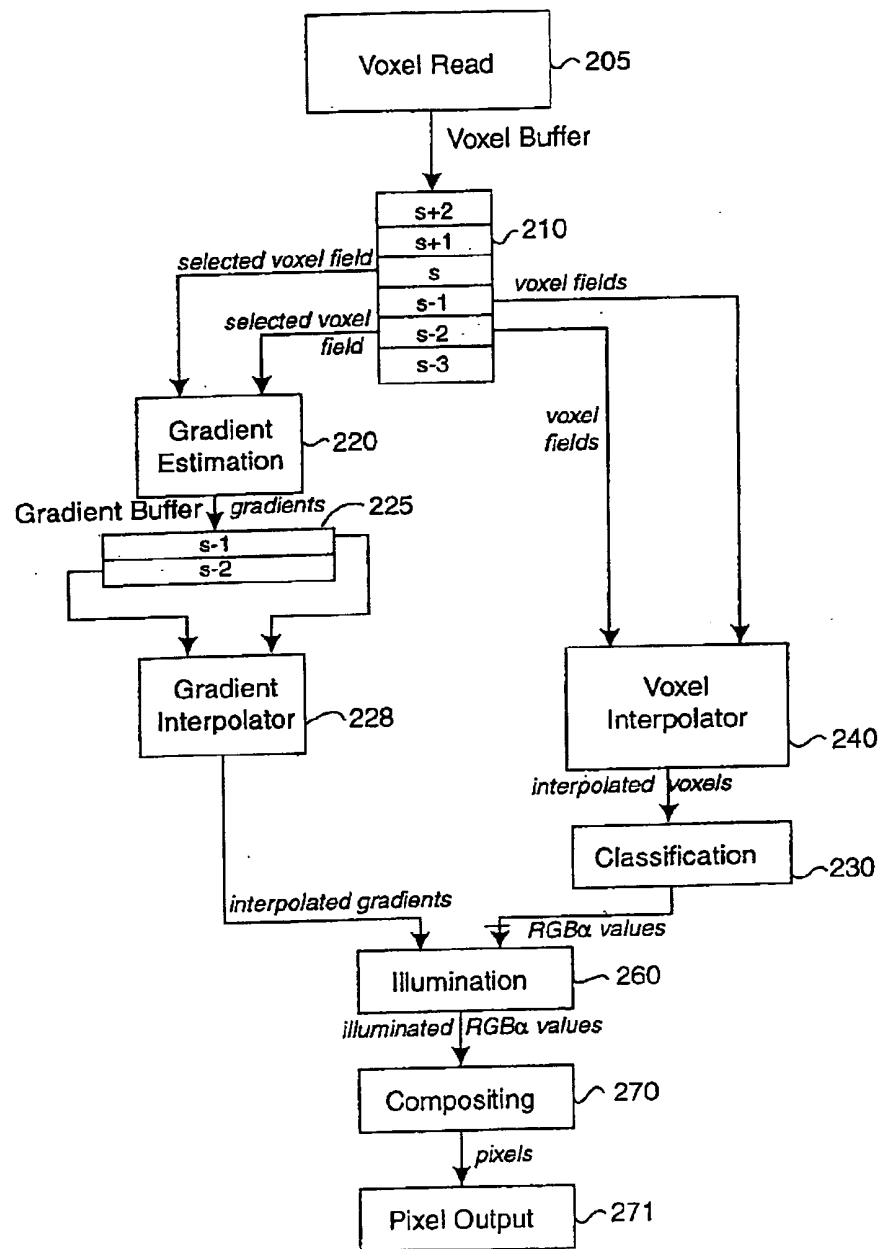 Voxel Read
205
Voxel Buffer
s+2
s+1
210
selected voxel field
s
voxel fields
s-1
selected voxel
field
s-2
s-3
voxel
fields
Gradient
Estimation
220
Gradient Buffer
gradients
225
s-1
s-2
Gradient
Interpolator
228
Voxel
Interpolator
240
interpolated voxels
Classification
230
interpolated gradients
RGBα values
Illumination
260
illuminated RGBα values
Compositing
270
pixels
Pixel Output
271